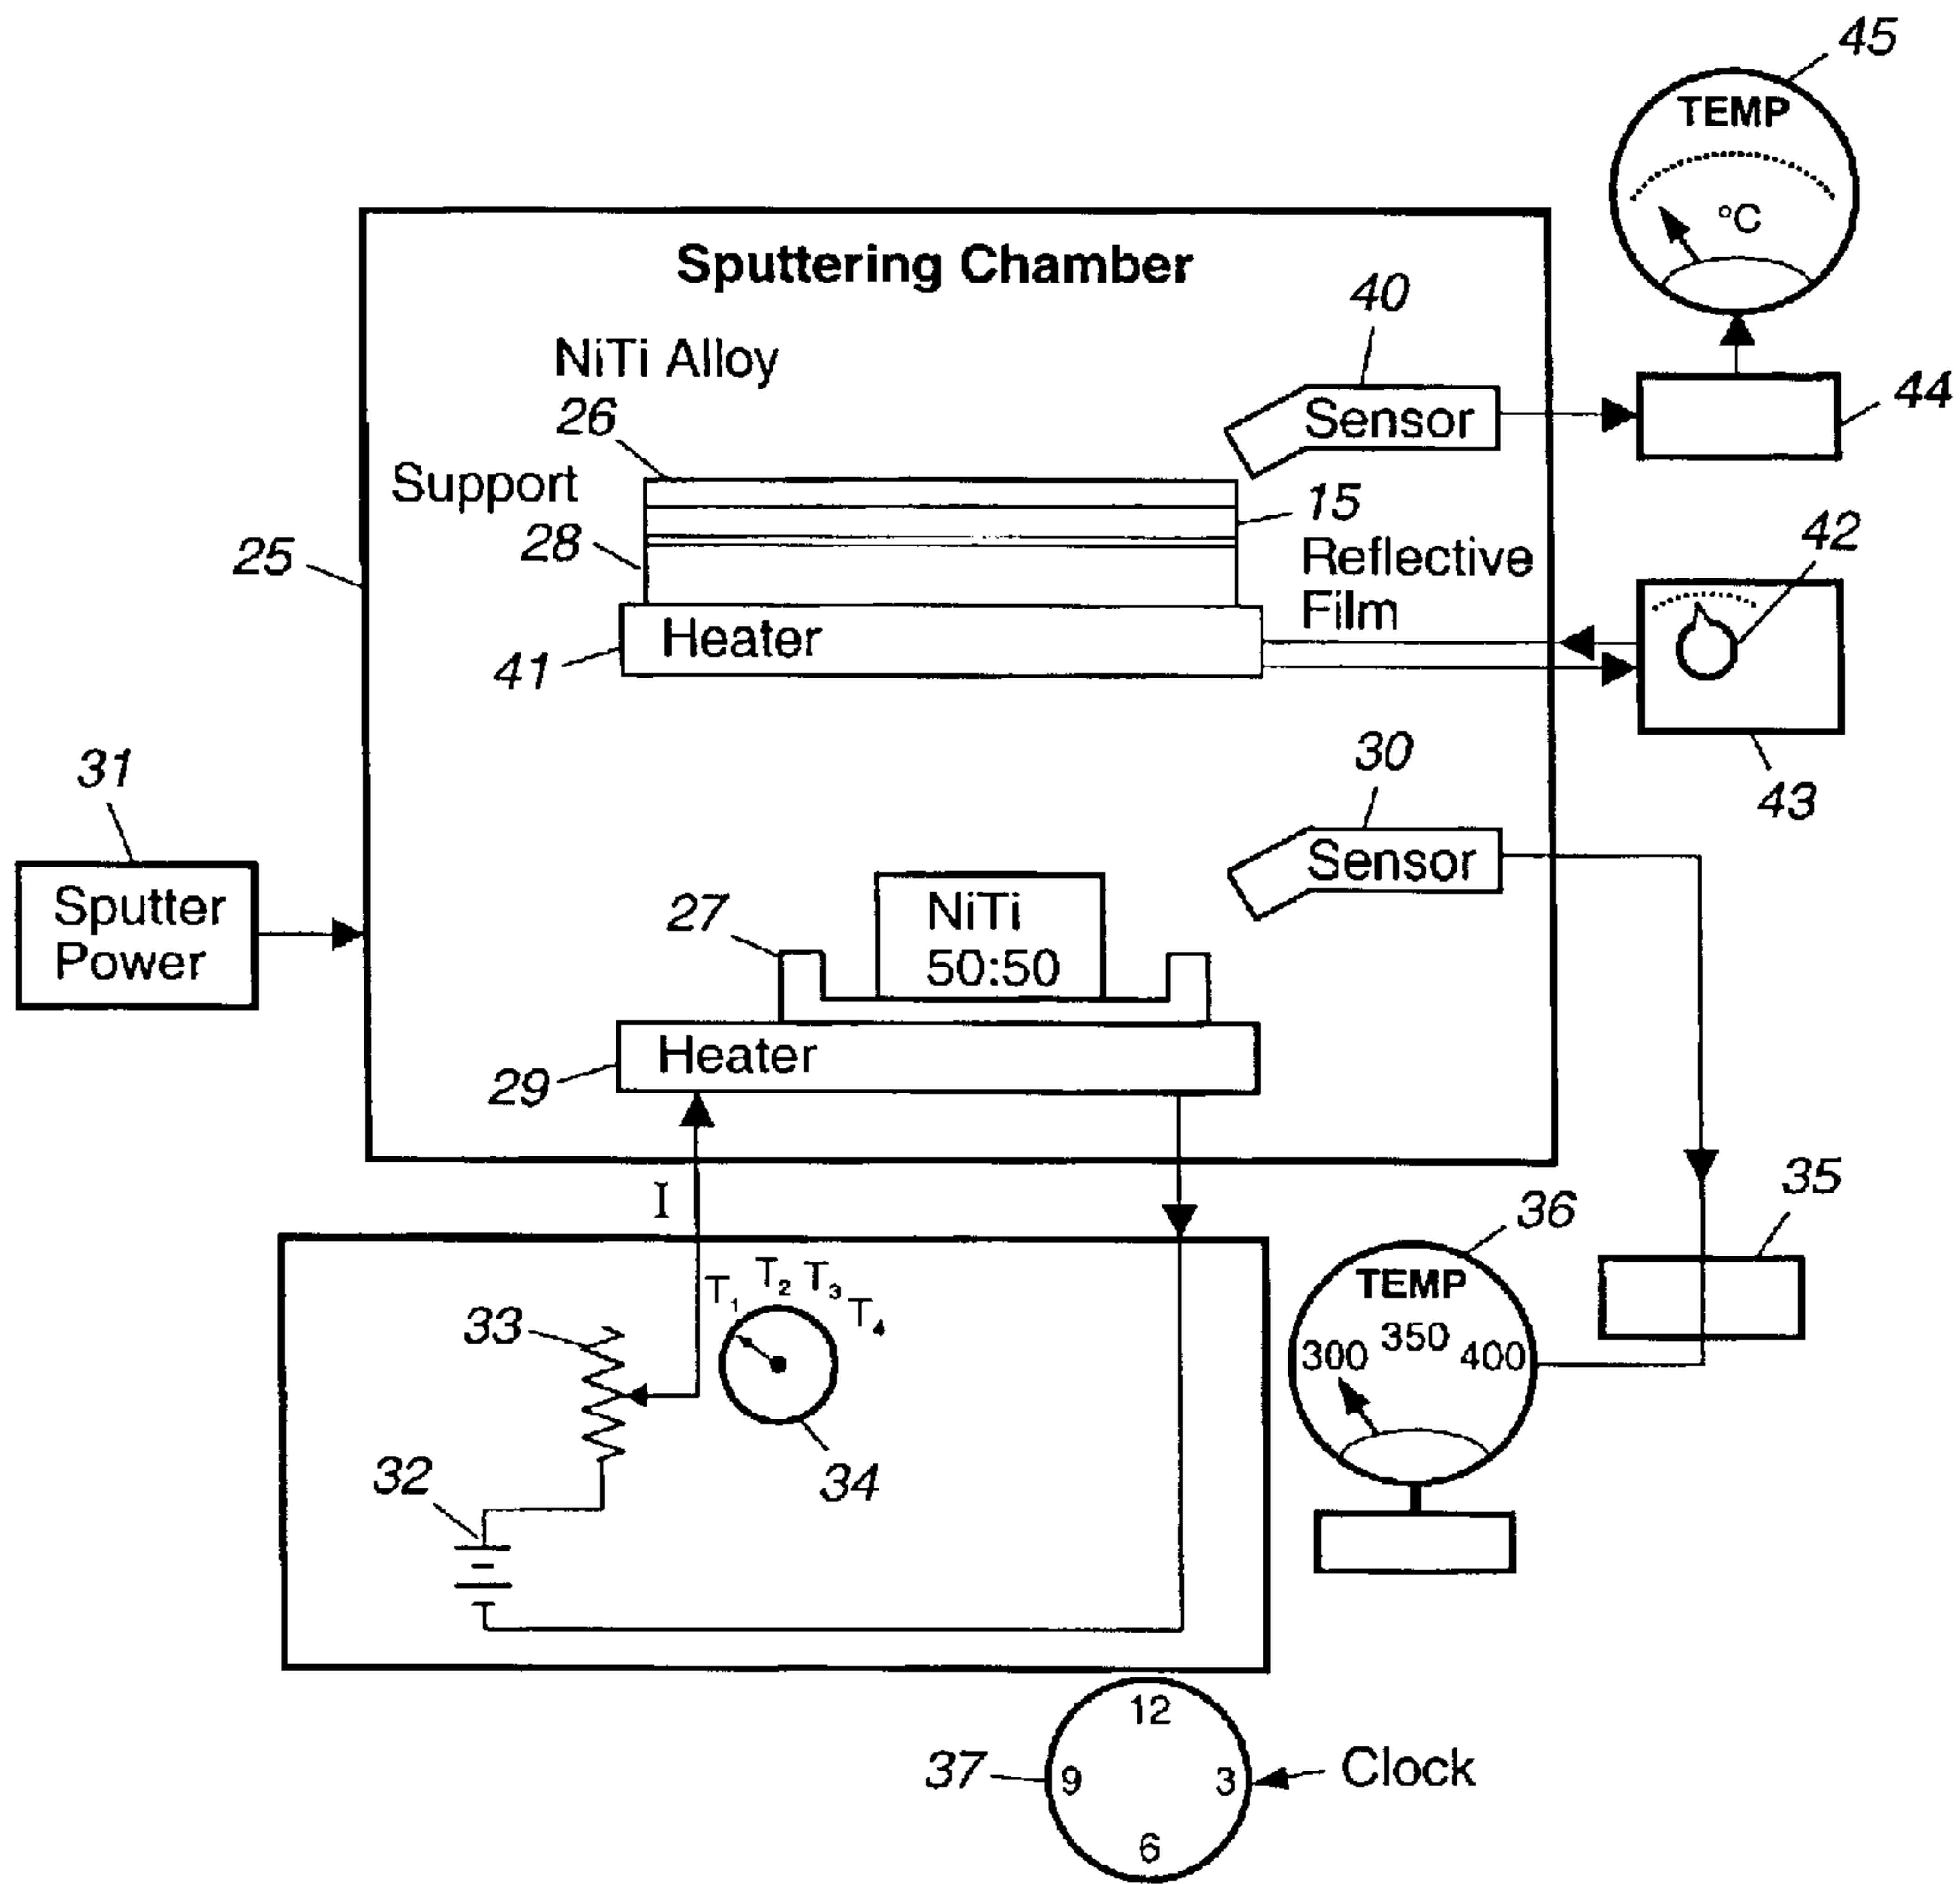 45
TEMP
°C
Sputtering Chamber
40
NiTi Alloy
26
Sensor
44
Support
15
28
25
Reflective
Film
42
Heater
41
43
31
30
Sputter
Power
Sensor
27
NiTi
50:50
Heater
29
I
35
36
T1 T2 T3 T4
TEMP
300 350 400
33
34
32
12
37
9
3
Clock
6